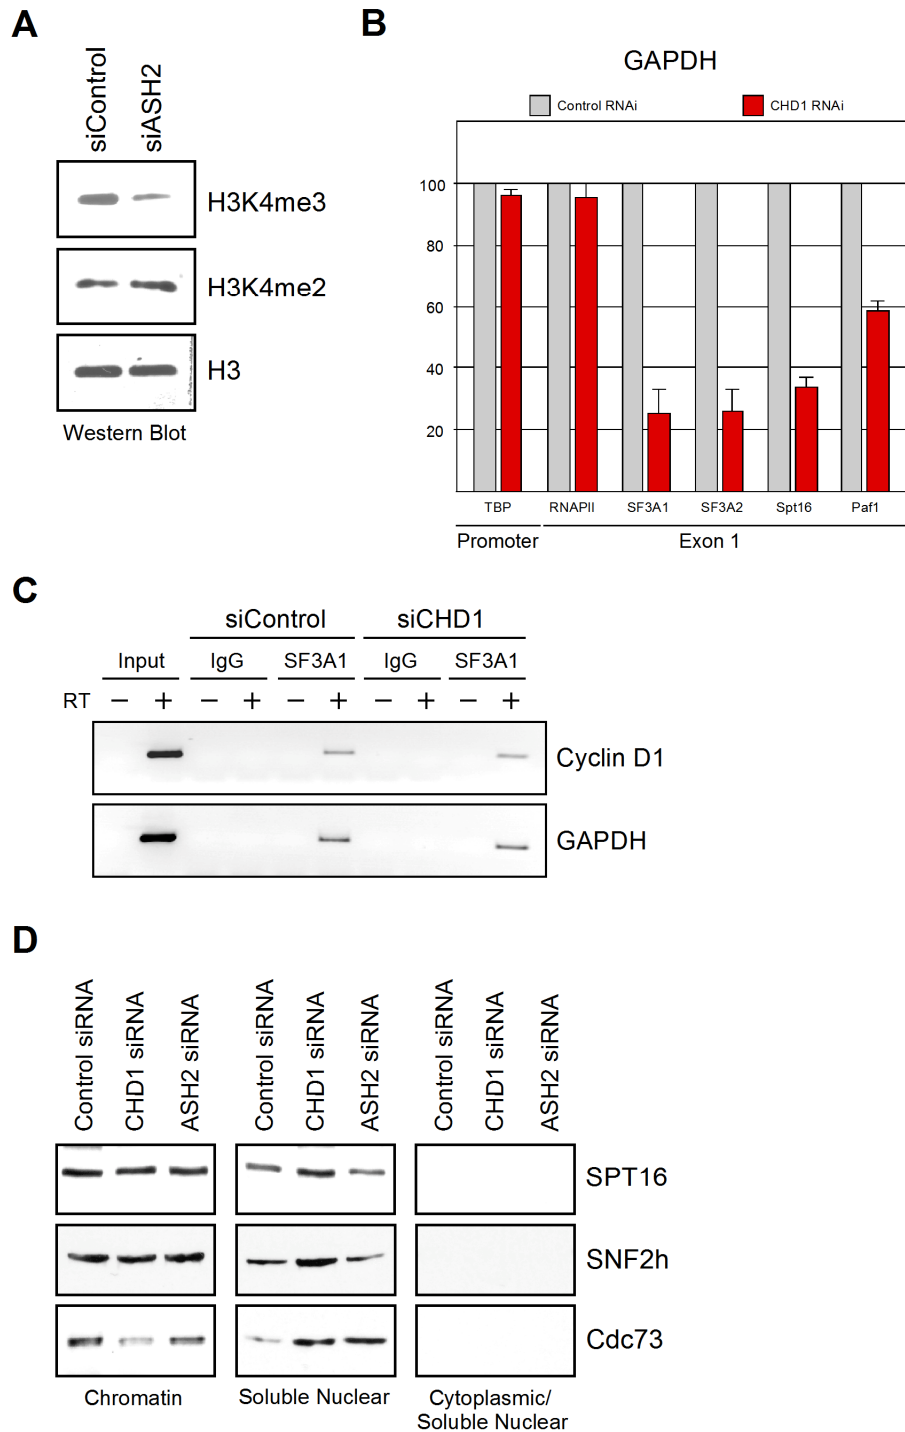 A
siControl
siASH2
H3K4me3
H3K4me2
H3
Western Blot
B
GAPDH
Control RNAi
CHD1 RNAi
100
80
60
40
20
TBP RNAPII SF3A1 SF3A2 Spt16 Paf1
Promoter Exon 1
C
siControl siCHD1
Input IgG SF3A1 IgG SF3A1
RT − + − + − + − + − +
Cyclin D1
GAPDH
D
Control siRNA
CHD1 siRNA
ASH2 siRNA
Control siRNA
CHD1 siRNA
ASH2 siRNA
Control siRNA
CHD1 siRNA
ASH2 siRNA
SPT16
SNF2h
Cdc73
Chromatin
Soluble Nuclear
Cytoplasmic/
Soluble Nuclear